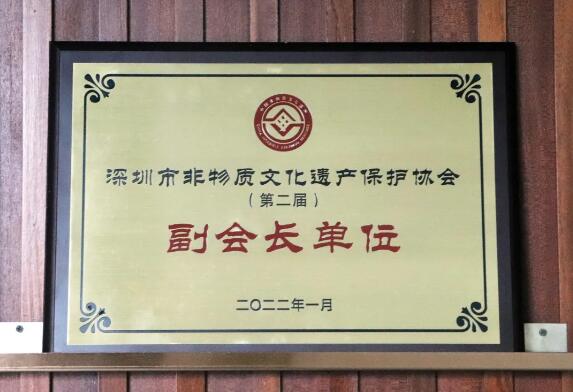 深圳市非物质文化遗产保护协会
（第二届）
副会长单位
二〇二二年一月